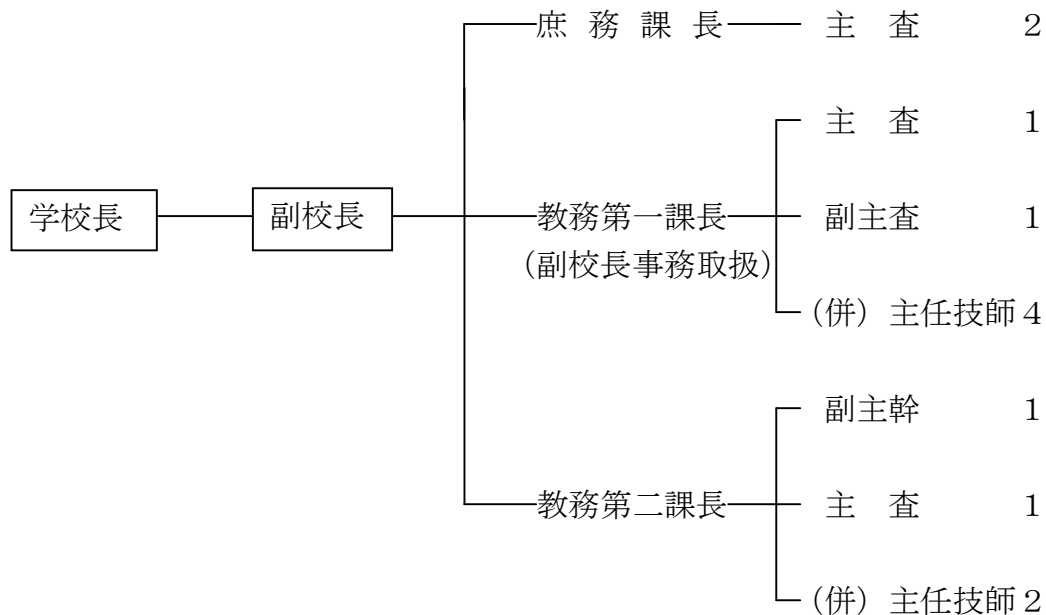 庶 務 課 長 主 査 2
主 査 1
学校長 副校長 教務第一課長 副主査 1
(副校長事務取扱)
(併) 主任技師 4
副主幹 1
教務第二課長 主 査 1
(併) 主任技師 2